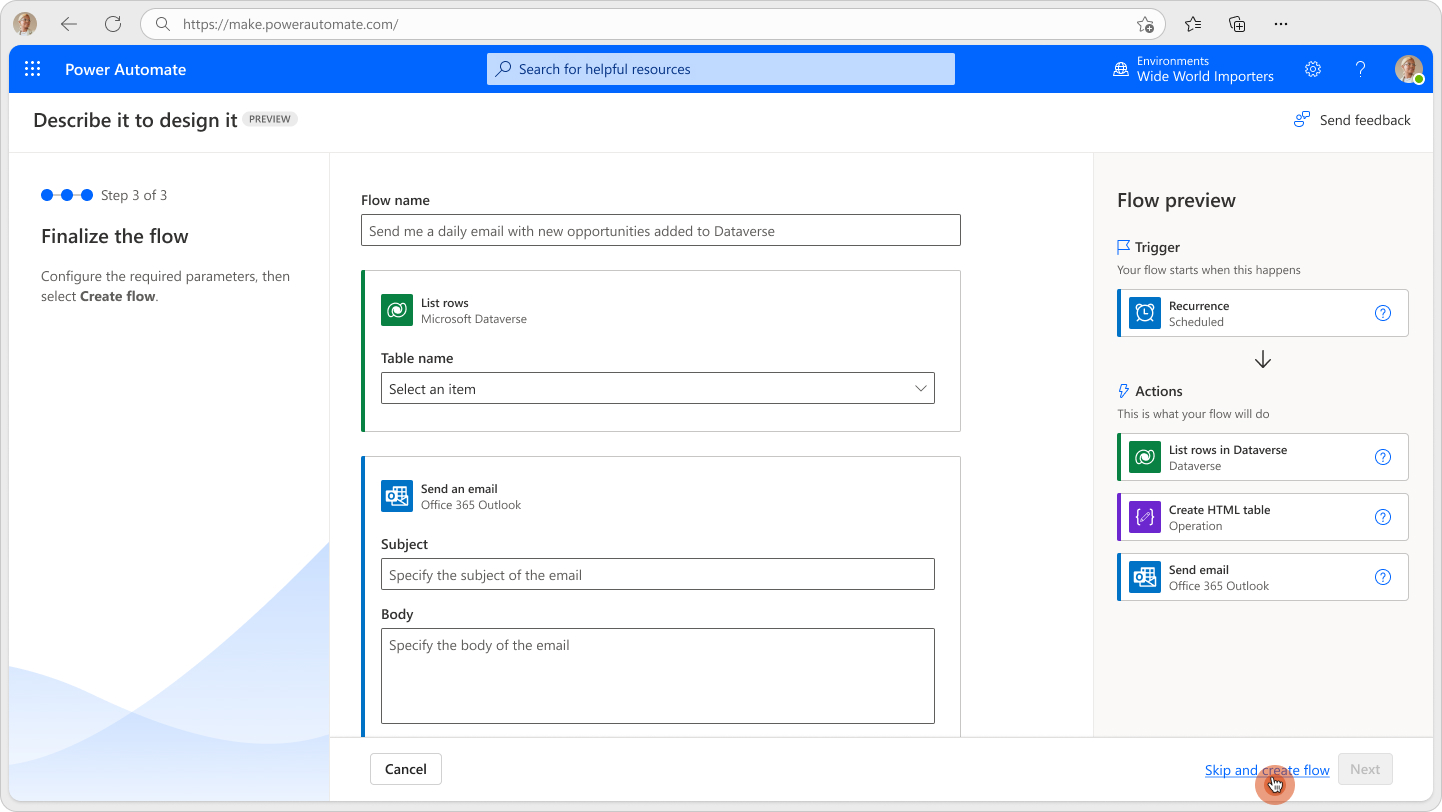 https://make.powerautomate.com/
Power Automate
Search for helpful resources
Environments
Wide World Importers
Describe it to design it PREVIEW
Send feedback
Step 3 of 3
Finalize the flow
Configure the required parameters, then
select Create flow.
Flow name
Send me a daily email with new opportunities added to Dataverse
List rows
Microsoft Dataverse
Table name
Select an item
Send an email
Office 365 Outlook
Subject
Specify the subject of the email
Body
Specify the body of the email
Flow preview
Trigger
Your flow starts when this happens
Recurrence
Scheduled
Actions
This is what your flow will do
List rows in Dataverse
Dataverse
Create HTML table
Operation
Send email
Office 365 Outlook
Cancel
Skip and create flow
Next